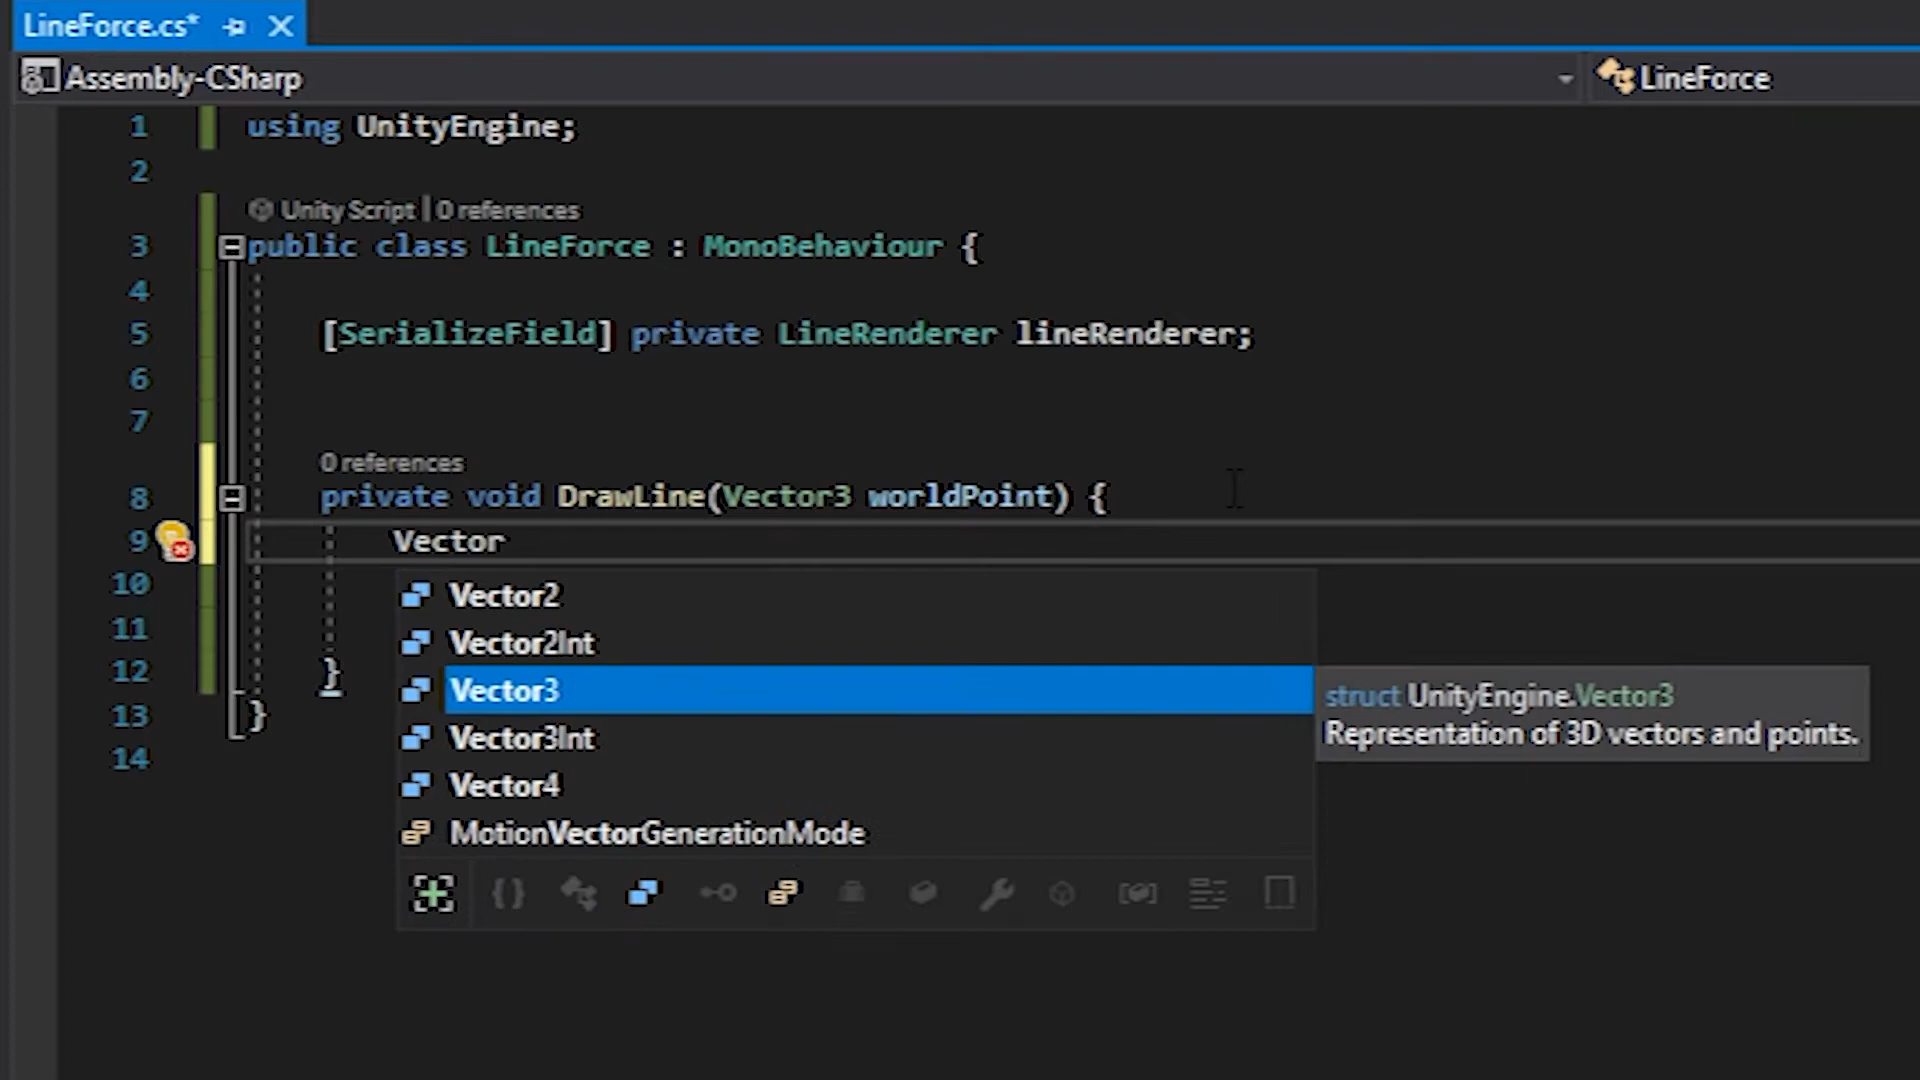 LineForce.cs*
Assembly-CSharp LineForce
1 using UnityEngine;
2
Unity Script | 0 references
3 public class LineForce : MonoBehaviour {
4
5 [SerializeField] private LineRenderer lineRenderer;
6
7
0 references
8 private void DrawLine(Vector3 worldPoint) {
9 Vector
10
11
12 }
13 }
14
Vector2
Vector2Int
Vector3
Vector3Int
Vector4
MotionVectorGenerationMode
struct UnityEngine.Vector3
Representation of 3D vectors and points.